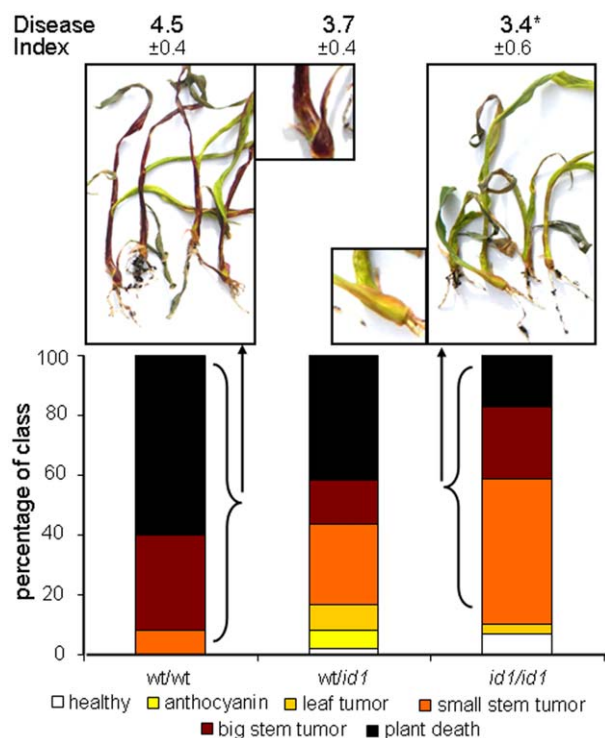 Disease 4.5 3.7 3.4*
Index ±0.4 ±0.4 ±0.6
100
80
60
40
20
0
percentage of class
wt/wt wt/id1 id1/id1
healthy anthocyanin leaf tumor small stem tumor
big stem tumor plant death